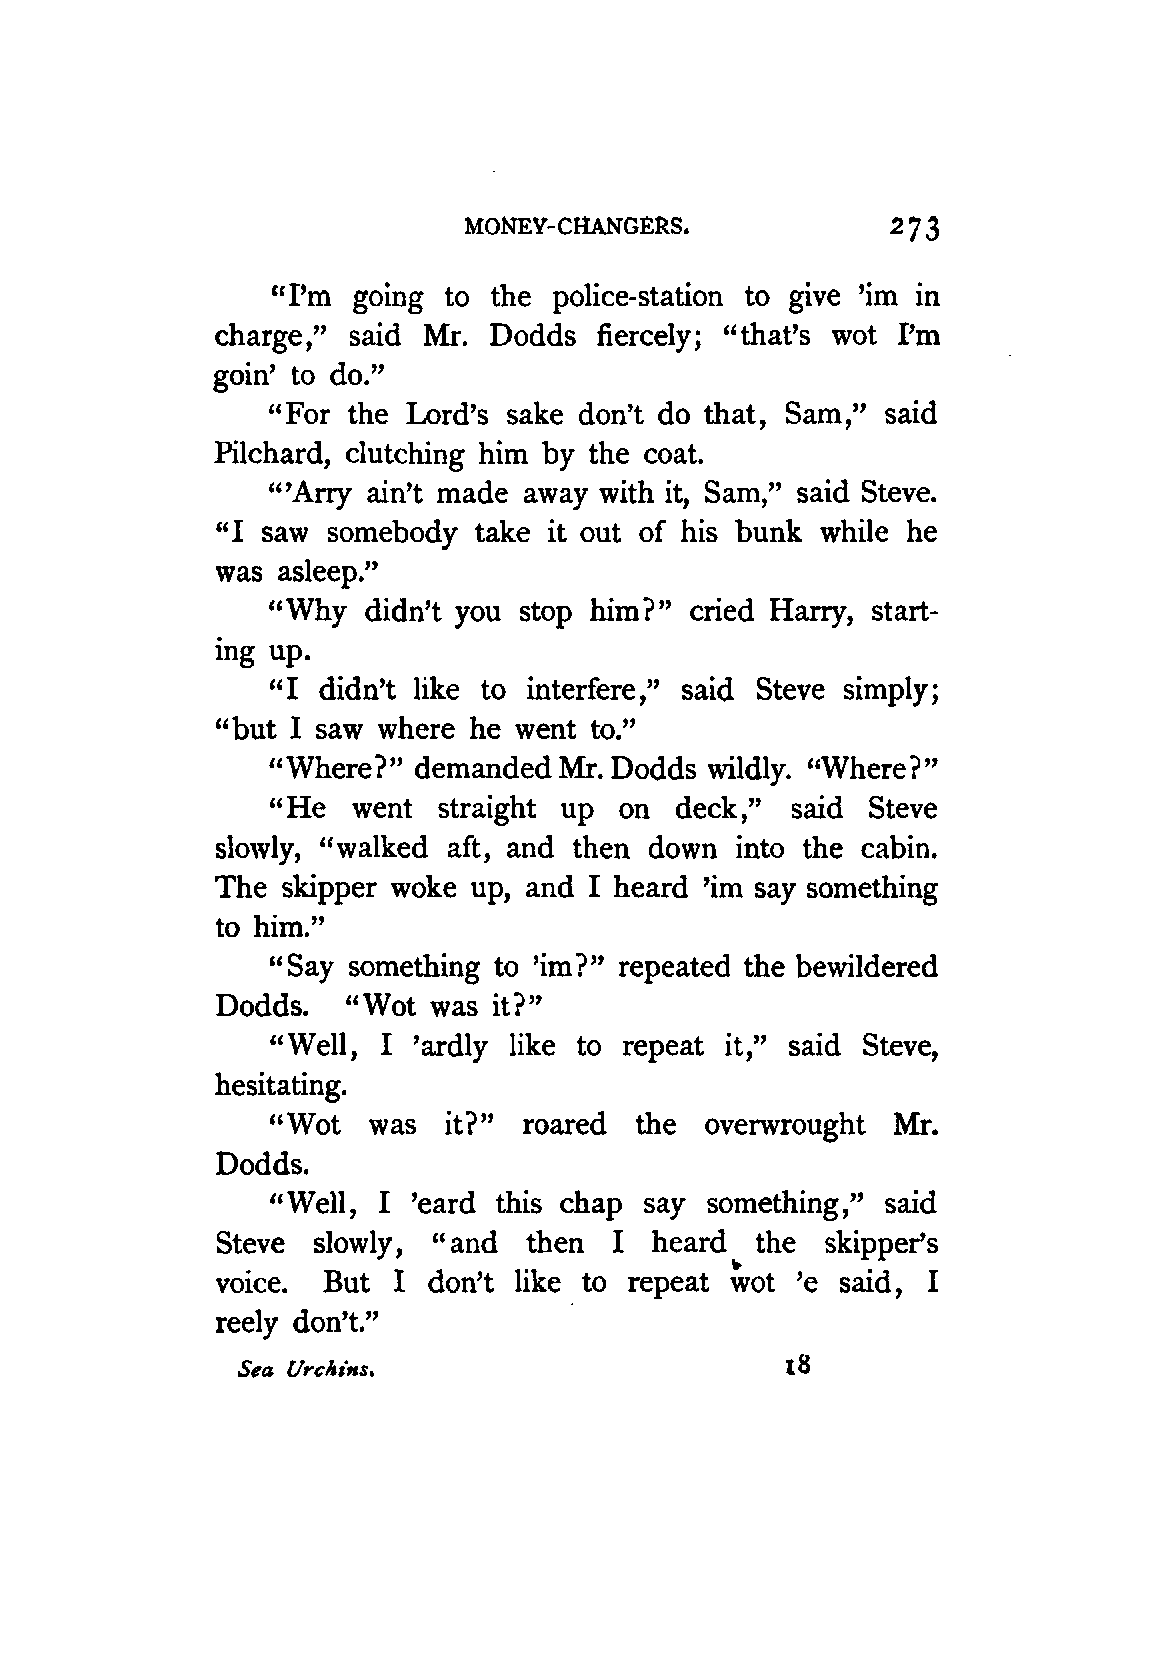 MONEY-CHANGERS. 273
“I’m going to the police-station to give ’im in
charge,” said Mr. Dodds fiercely; “that’s wot I’m
goin’ to do.”
“For the Lord’s sake don’t do that, Sam,” said
Pilchard, clutching him by the coat.
“’Arry ain’t made away with it, Sam,” said Steve.
“I saw somebody take it out of his bunk while he
was asleep.”
“Why didn’t you stop him?” cried Harry, start-
ing up.
“I didn’t like to interfere,” said Steve simply;
“but I saw where he went to.”
“Where?” demanded Mr. Dodds wildly. “Where?”
“He went straight up on deck,” said Steve
slowly, “walked aft, and then down into the cabin.
The skipper woke up, and I heard ’im say something
to him.”
“Say something to ’im?” repeated the bewildered
Dodds. “Wot was it?”
“Well, I ’ardly like to repeat it,” said Steve,
hesitating.
“Wot was it?” roared the overwrought Mr.
Dodds.
“Well, I ’eard this chap say something,” said
Steve slowly, “and then I heard the skipper’s
voice. But I don’t like to repeat wot ’e said, I
reely don’t.”
Sea Urchins. 18